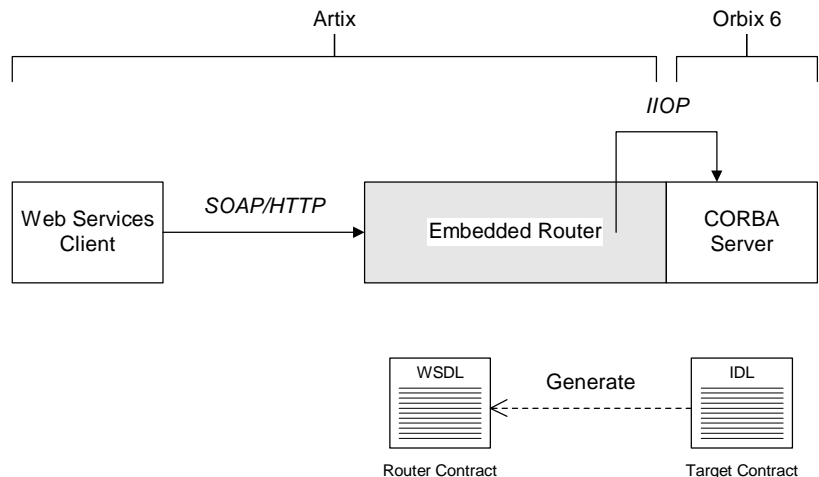 Artix
Orbix 6
IIOP
SOAP/HTTP
Web Services
Client
Embedded Router
CORBA
Server
WSDL
Generate
IDL
Router Contract
Target Contract